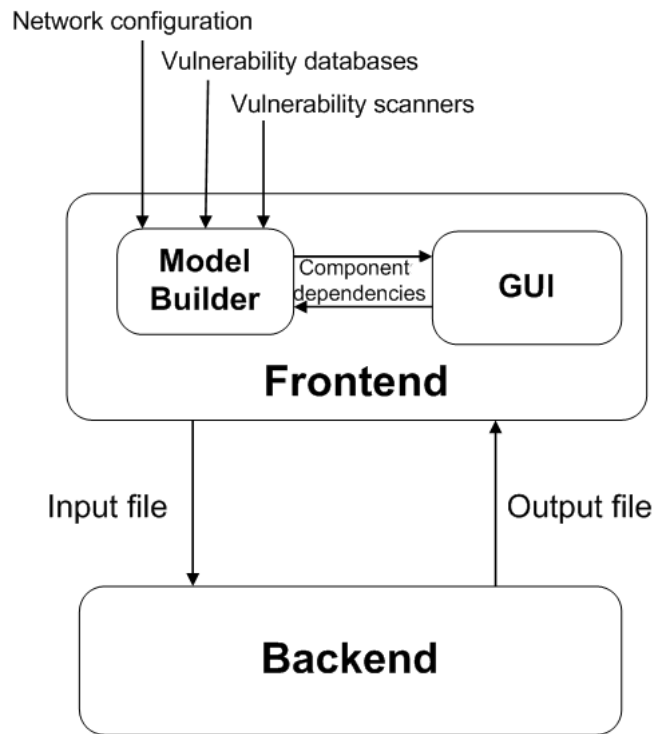 Network configuration
Vulnerability databases
Vulnerability scanners
Model
Builder
Component
dependencies
GUI
Frontend
Input file
Output file
Backend